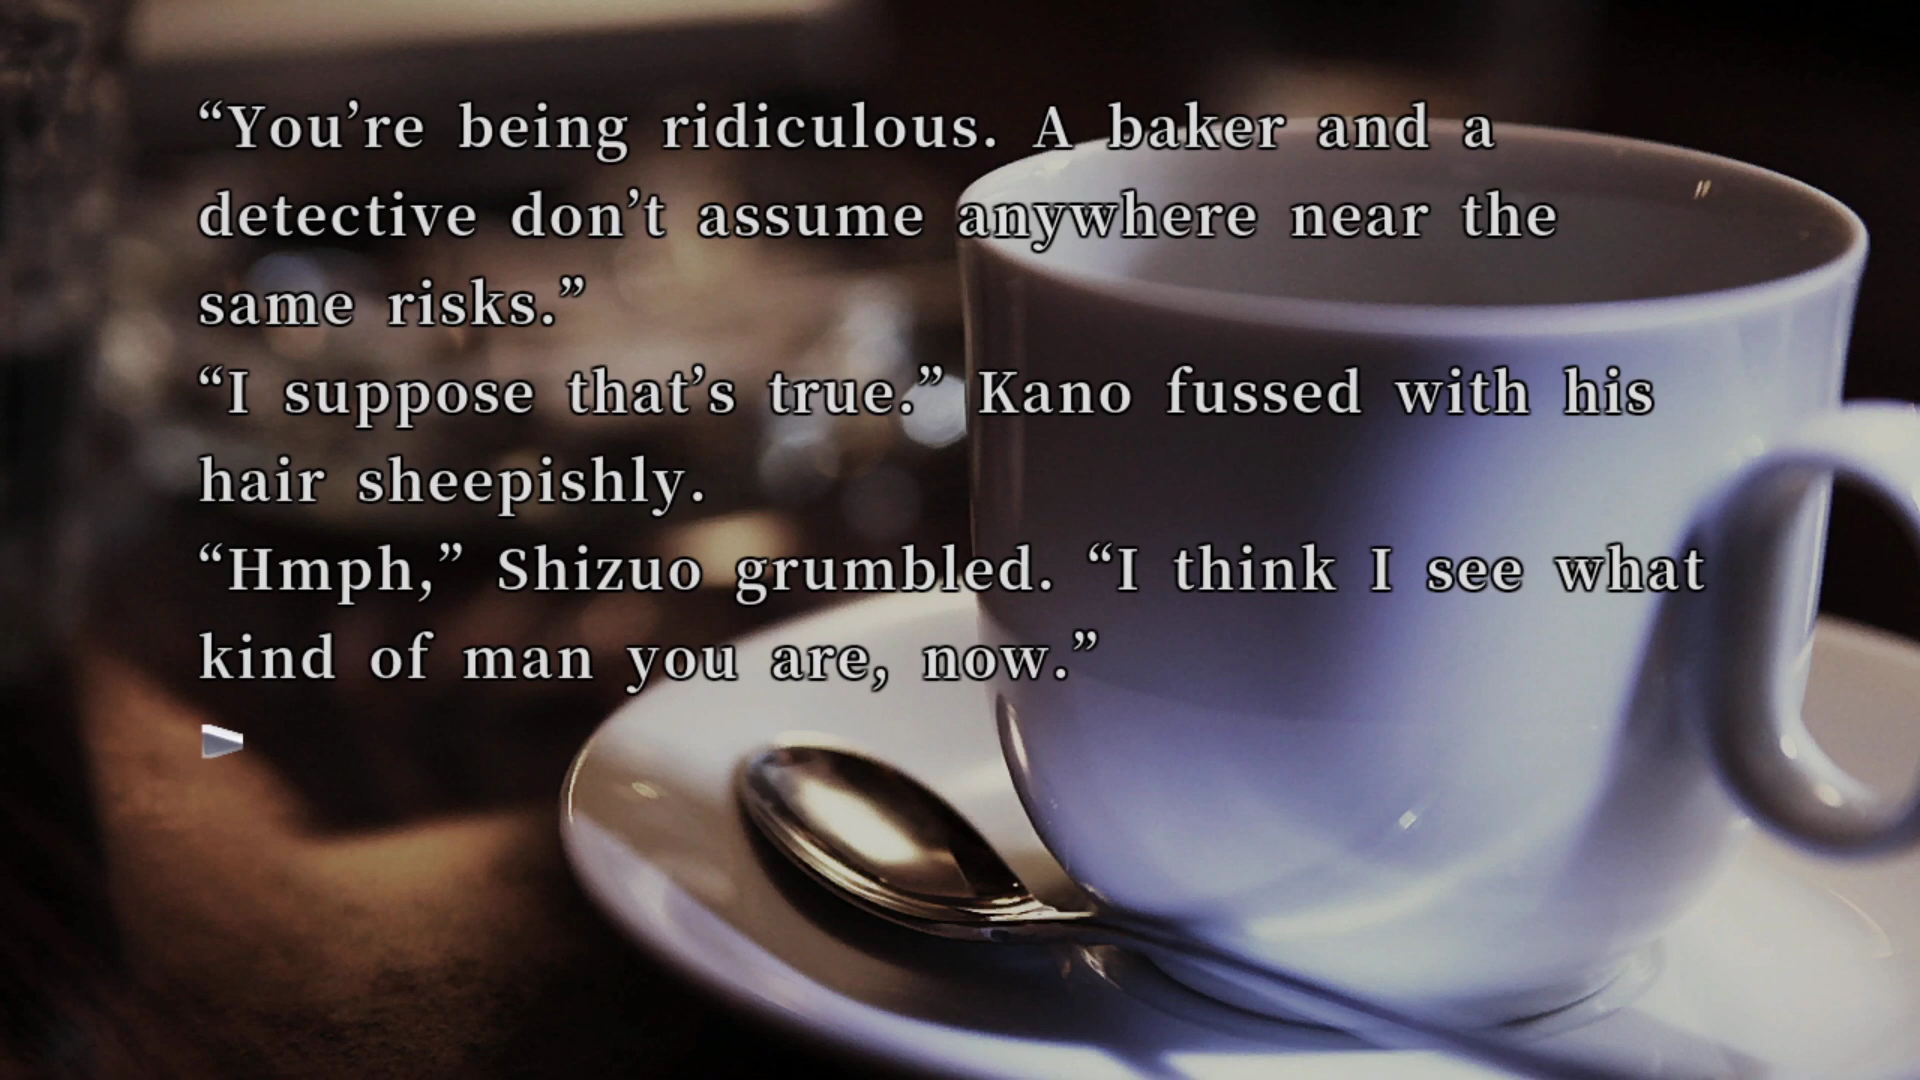 “You’re being ridiculous. A baker and a
detective don’t assume anywhere near the
same risks.”
“I suppose that’s true.” Kano fussed with his
hair sheepishly.
“Hmph,” Shizuo grumbled. “I think I see what
kind of man you are, now.”